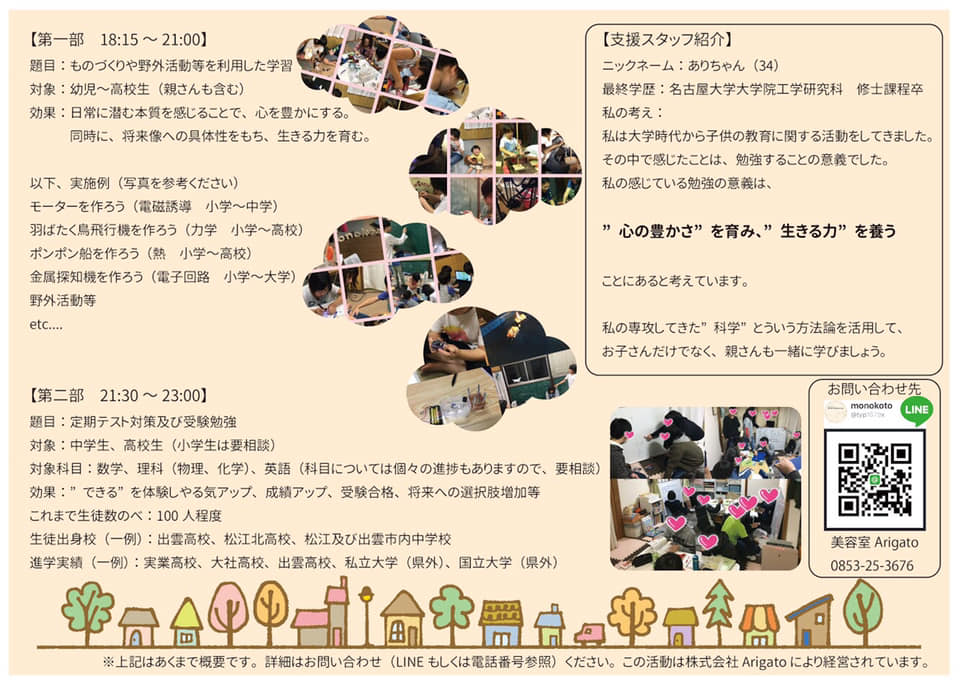 【第一部　18:15 ～ 21:00】
題目：ものづくりや野外活動等を利用した学習
対象：幼児～高校生（親さんも含む）
効果：日常に潜む本質を感じることで、心を豊かにする。
同時に、将来像への具体性をもち、生きる力を育む。
以下、実施例（写真を参考ください）
モーターを作ろう（電磁誘導　小学～中学）
羽ばたく鳥飛行機を作ろう（力学　小学～高校）
ポンポン船を作ろう（熱　小学～高校）
金属探知機を作ろう（電子回路　小学～大学）
野外活動等
etc....
【第二部　21:30 ～ 23:00】
題目：定期テスト対策及び受験勉強
対象：中学生、高校生（小学生は要相談）
対象科目：数学、理科（物理、化学）、英語（科目については個々の進捗もありますので、要相談）
効果：”できる”を体験しやる気アップ、成績アップ、受験合格、将来への選択肢増加等
これまで生徒数のべ：100 人程度
生徒出身校（一例）：出雲高校、松江北高校、松江及び出雲市内中学校
進学実績（一例）：実業高校、大社高校、出雲高校、私立大学（県外）、国立大学（県外）
【支援スタッフ紹介】
ニックネーム：ありちゃん（34）
最終学歴：名古屋大学大学院工学研究科　修士課程卒
私の考え：
私は大学時代から子供の教育に関する活動をしてきました。
その中で感じたことは、勉強することの意義でした。
私の感じている勉強の意義は、
”心の豊かさ”を育み、”生きる力”を養う
ことにあると考えています。
私の専攻してきた”科学”とういう方法論を活用して、
お子さんだけでなく、親さんも一緒に学びましょう。
お問い合わせ先
monokoto
LINE
美容室 Arigato
0853-25-3676
※上記はあくまで概要です。詳細はお問い合わせ（LINE もしくは電話番号参照）ください。この活動は株式会社 Arigato により経営されています。